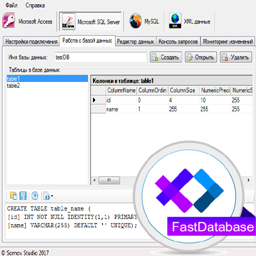 Файл Справка
Microsoft Access Microsoft SQL Server MySQL XML данные
Настройки подключения Работа с базой данных Редактор данных Консоль запросов Мониторинг изменений
Имя базы данных: testDB Создать Открыть Удалить
Таблицы в базе данных:
table1
table2
Колонки в таблице: table1
ColumnName ColumnOrdin ColumnSize NumericPreci NumericS
id 0 4 10 255
name 1 255 255 255
CREATE TABLE table_name (
[id] INT NOT NULL IDENTITY(1,1) PRIMARY
[name] VARCHAR(255) DEFAULT '' UNIQUE);
FastDatabase
© Semov Studio 2017